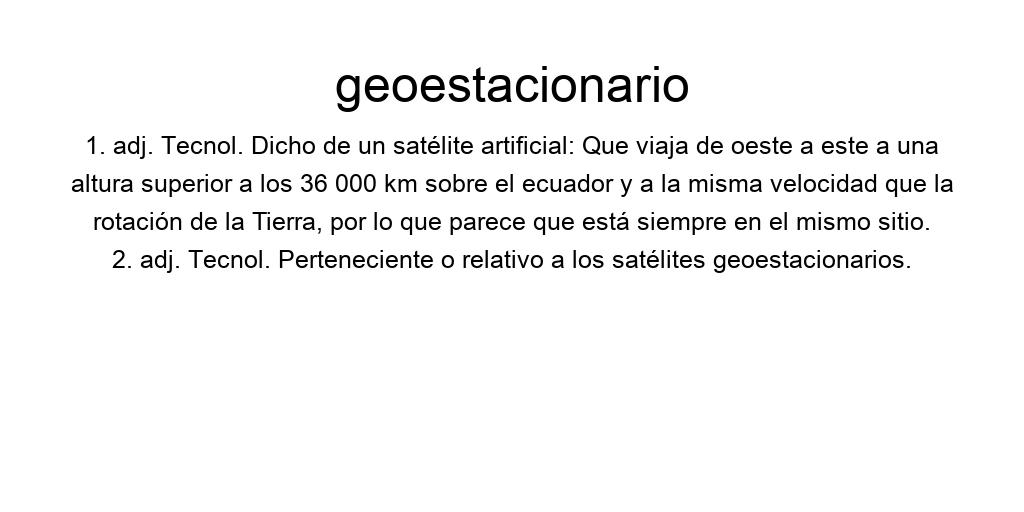 geoestacionario
1. adj. Tecnol. Dicho de un satélite artificial: Que viaja de oeste a este a una
altura superior a los 36 000 km sobre el ecuador y a la misma velocidad que la
rotación de la Tierra, por lo que parece que está siempre en el mismo sitio.
2. adj. Tecnol. Perteneciente o relativo a los satélites geoestacionarios.